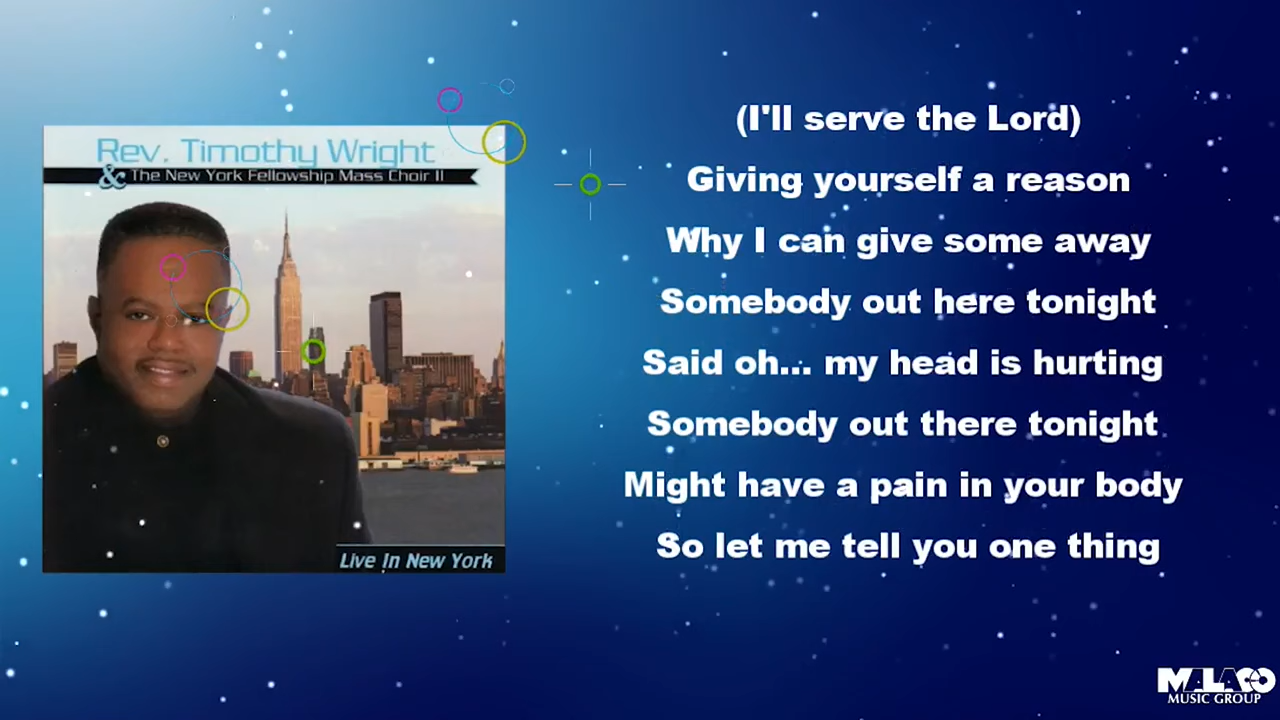 Rev. Timothy Wright
& The New York Fellowship Mass Choir II
Live In New York
(I'll serve the Lord)
Giving yourself a reason
Why I can give some away
Somebody out here tonight
Said oh... my head is hurting
Somebody out there tonight
Might have a pain in your body
So let me tell you one thing
MALACO
MUSIC GROUP